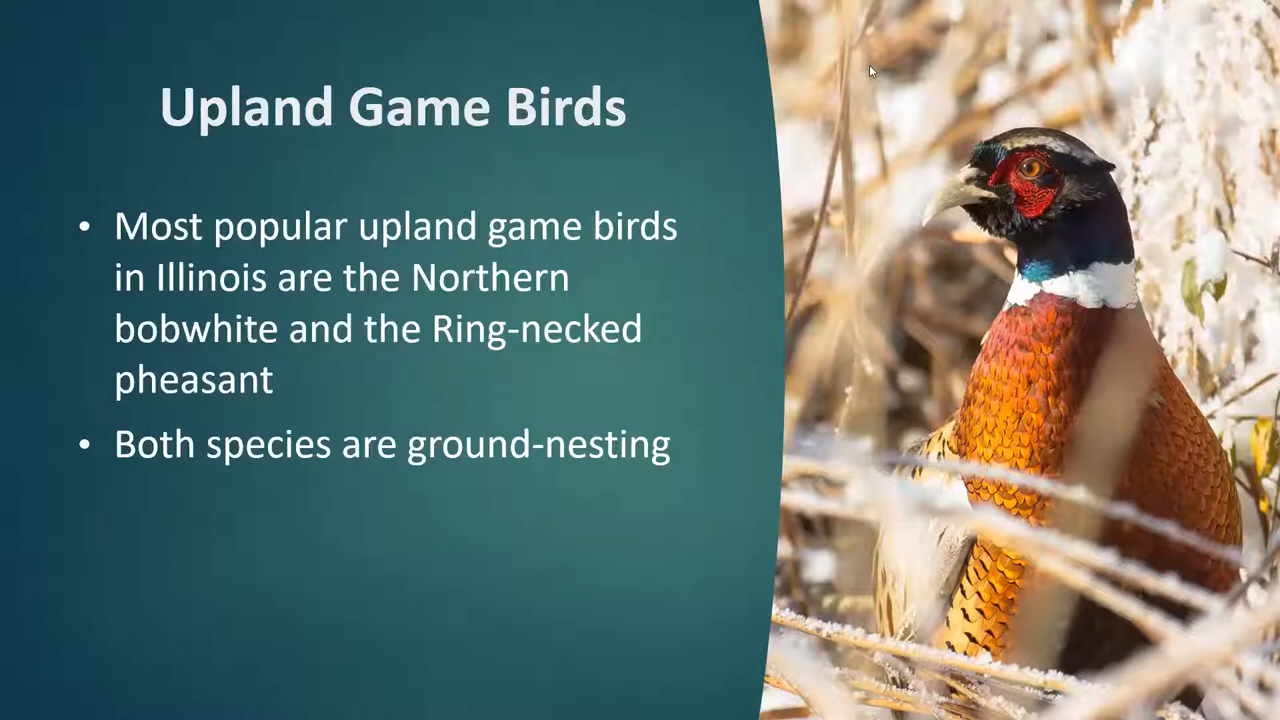 Upland Game Birds
• Most popular upland game birds
in Illinois are the Northern
bobwhite and the Ring-necked
pheasant
• Both species are ground-nesting